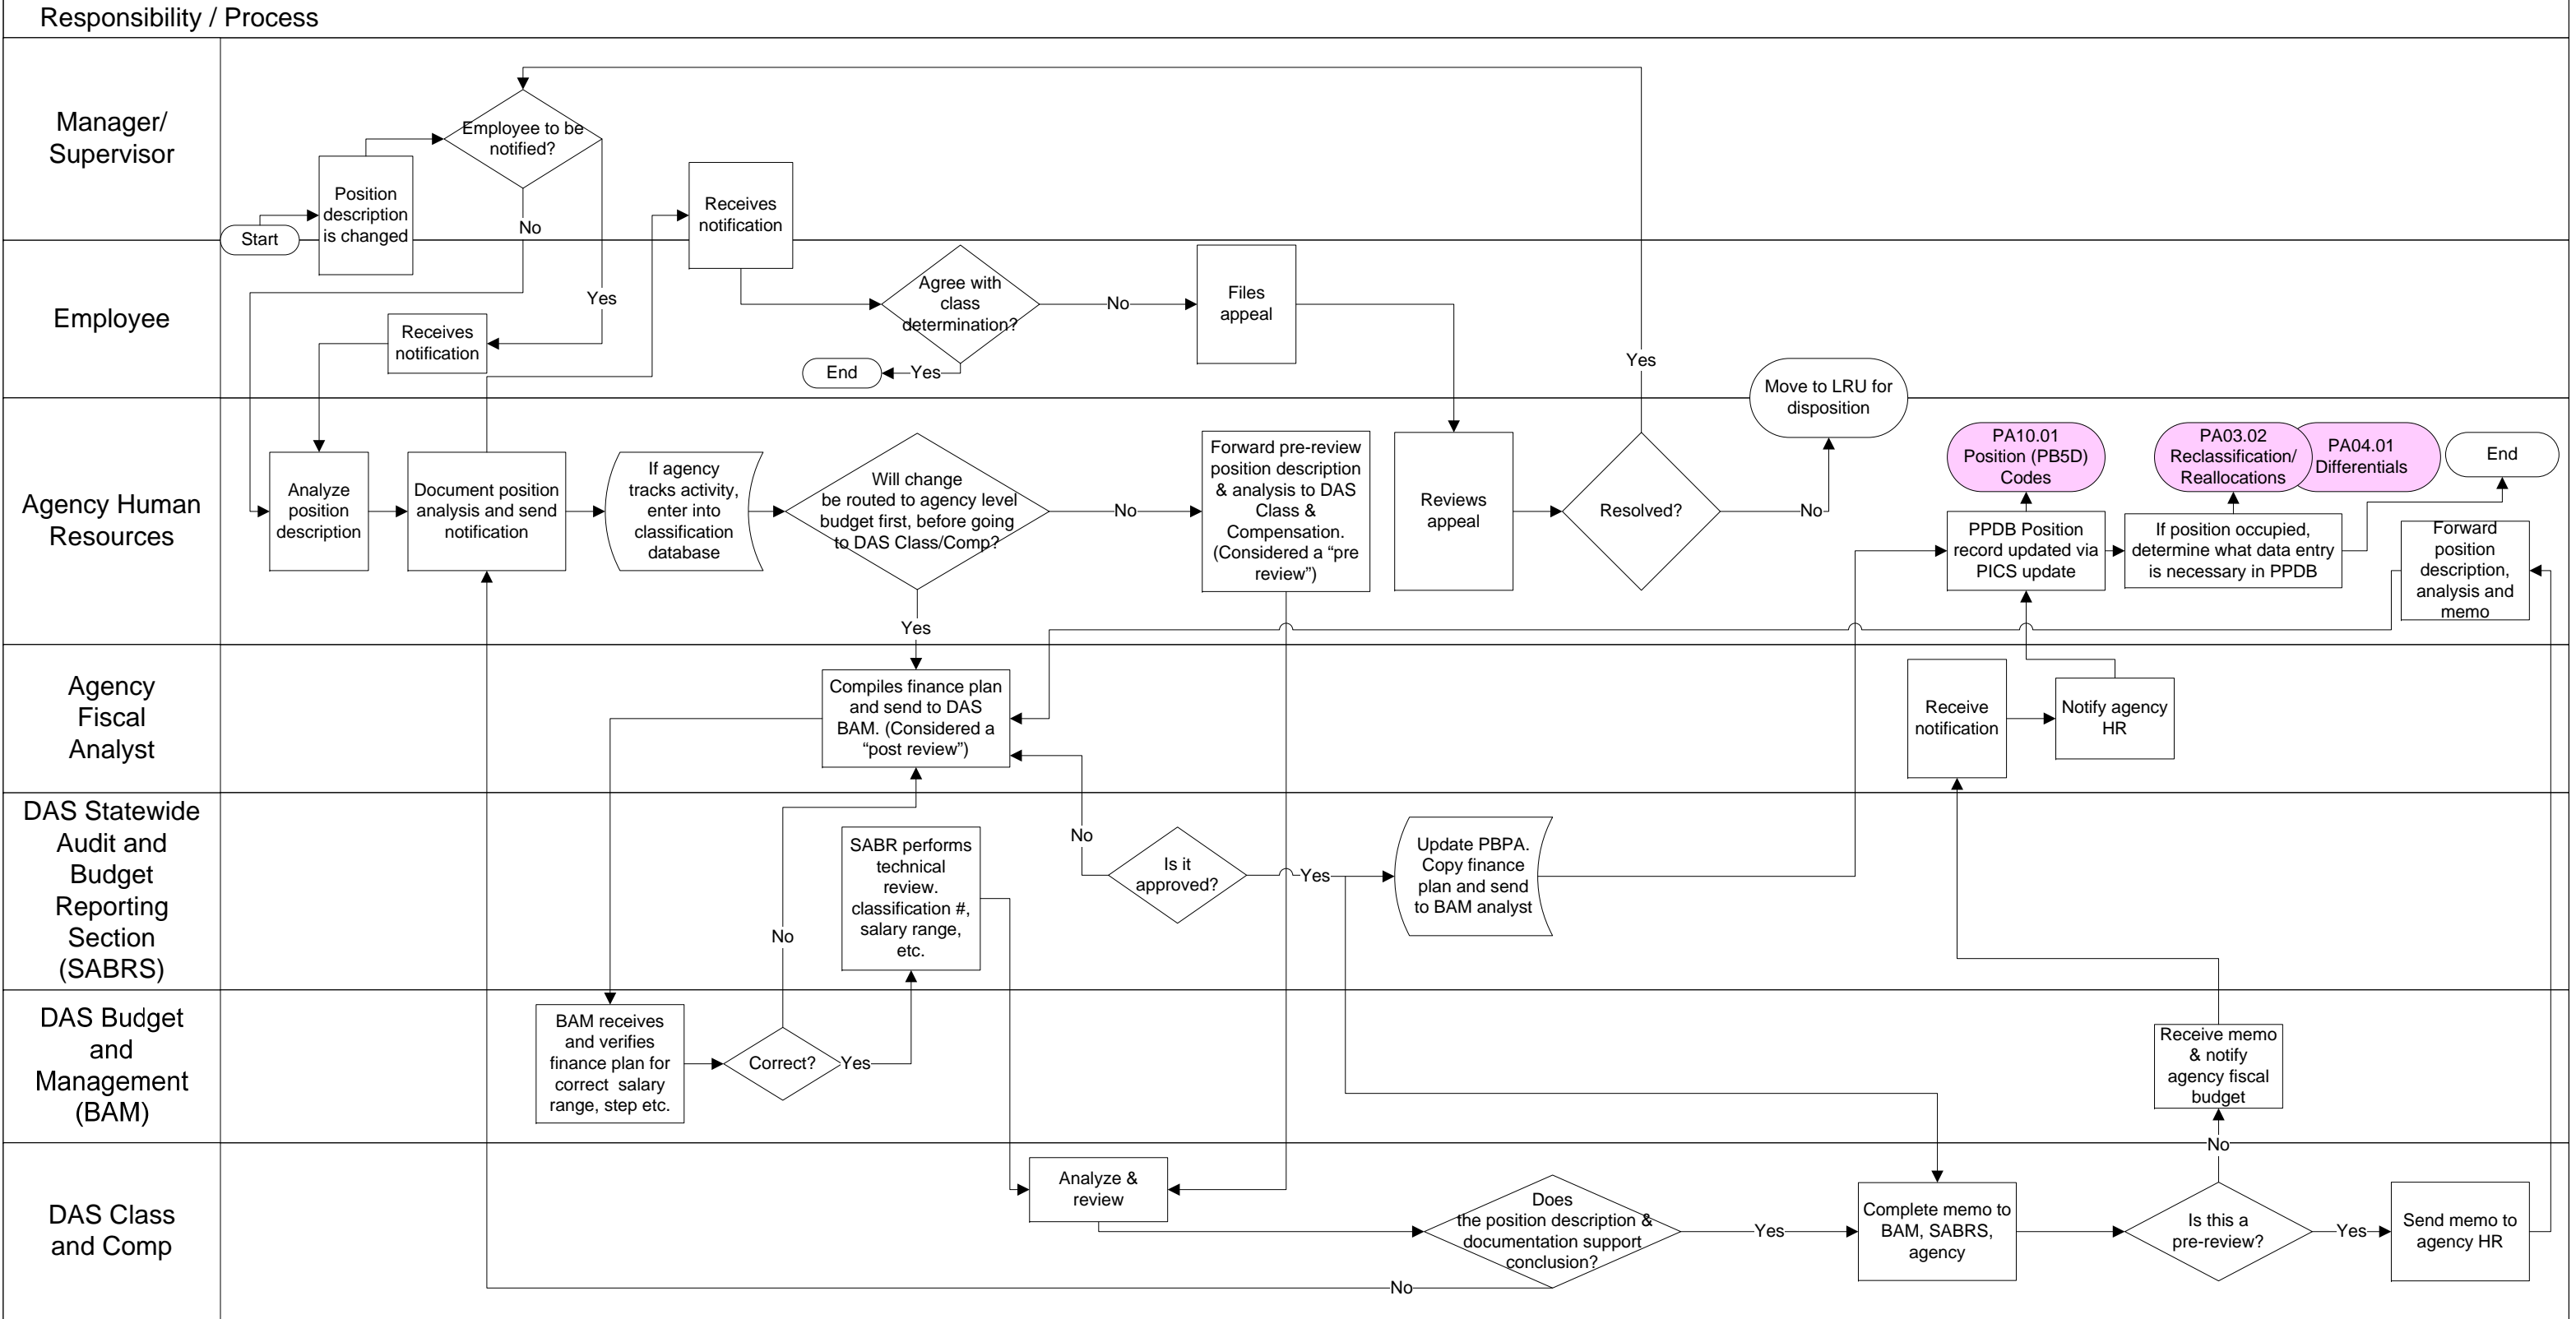 Responsibility / Process
Manager/
Supervisor
Employee to be
notified?
Position
description
is changed
Start
No
Yes
Receives
notification
Employee
Receives
notification
Agree with
class
determination?
No
Yes
End
Files
appeal
Yes
Move to LRU for
disposition
Agency Human
Resources
Analyze
position
description
Document position
analysis and send
notification
If agency
tracks activity,
enter into
classification
database
Will change
be routed to agency level
budget first, before going
to DAS Class/Comp?
No
Yes
Forward pre-review
position description
& analysis to DAS
Class &
Compensation.
(Considered a “pre
review”)
Reviews
appeal
Resolved?
No
PA10.01
Position (PB5D)
Codes
PA03.02
Reclassification/
Reallocations
PA04.01
Differentials
End
PPDB Position
record updated via
PICS update
If position occupied,
determine what data entry
is necessary in PPDB
Forward
position
description,
analysis and
memo
Agency
Fiscal
Analyst
Compiles finance plan
and send to DAS
BAM. (Considered a
“post review”)
Receive
notification
Notify agency
HR
DAS Statewide
Audit and
Budget
Reporting
Section
(SABRS)
No
SABR performs
technical
review.
classification #,
salary range,
etc.
No
Is it
approved?
Yes
Update PBPA.
Copy finance
plan and send
to BAM analyst
DAS Budget
and
Management
(BAM)
BAM receives
and verifies
finance plan for
correct salary
range, step etc.
Correct?
Yes
Receive memo
& notify
agency fiscal
budget
No
DAS Class
and Comp
Analyze &
review
Does
the position description &
documentation support
conclusion?
Yes
No
Complete memo to
BAM, SABRS,
agency
Is this a
pre-review?
Yes
Send memo to
agency HR